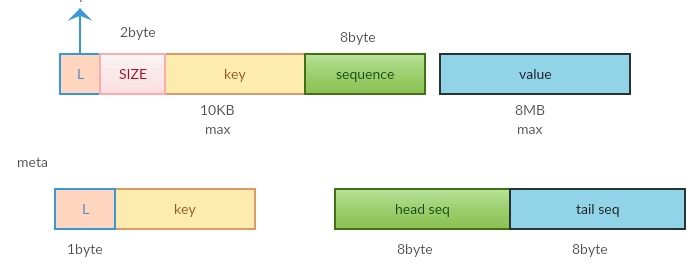 2byte
8byte
L SIZE key sequence value
10KB
max
8MB
max
meta
L key head seq tail seq
1byte
8byte
8byte